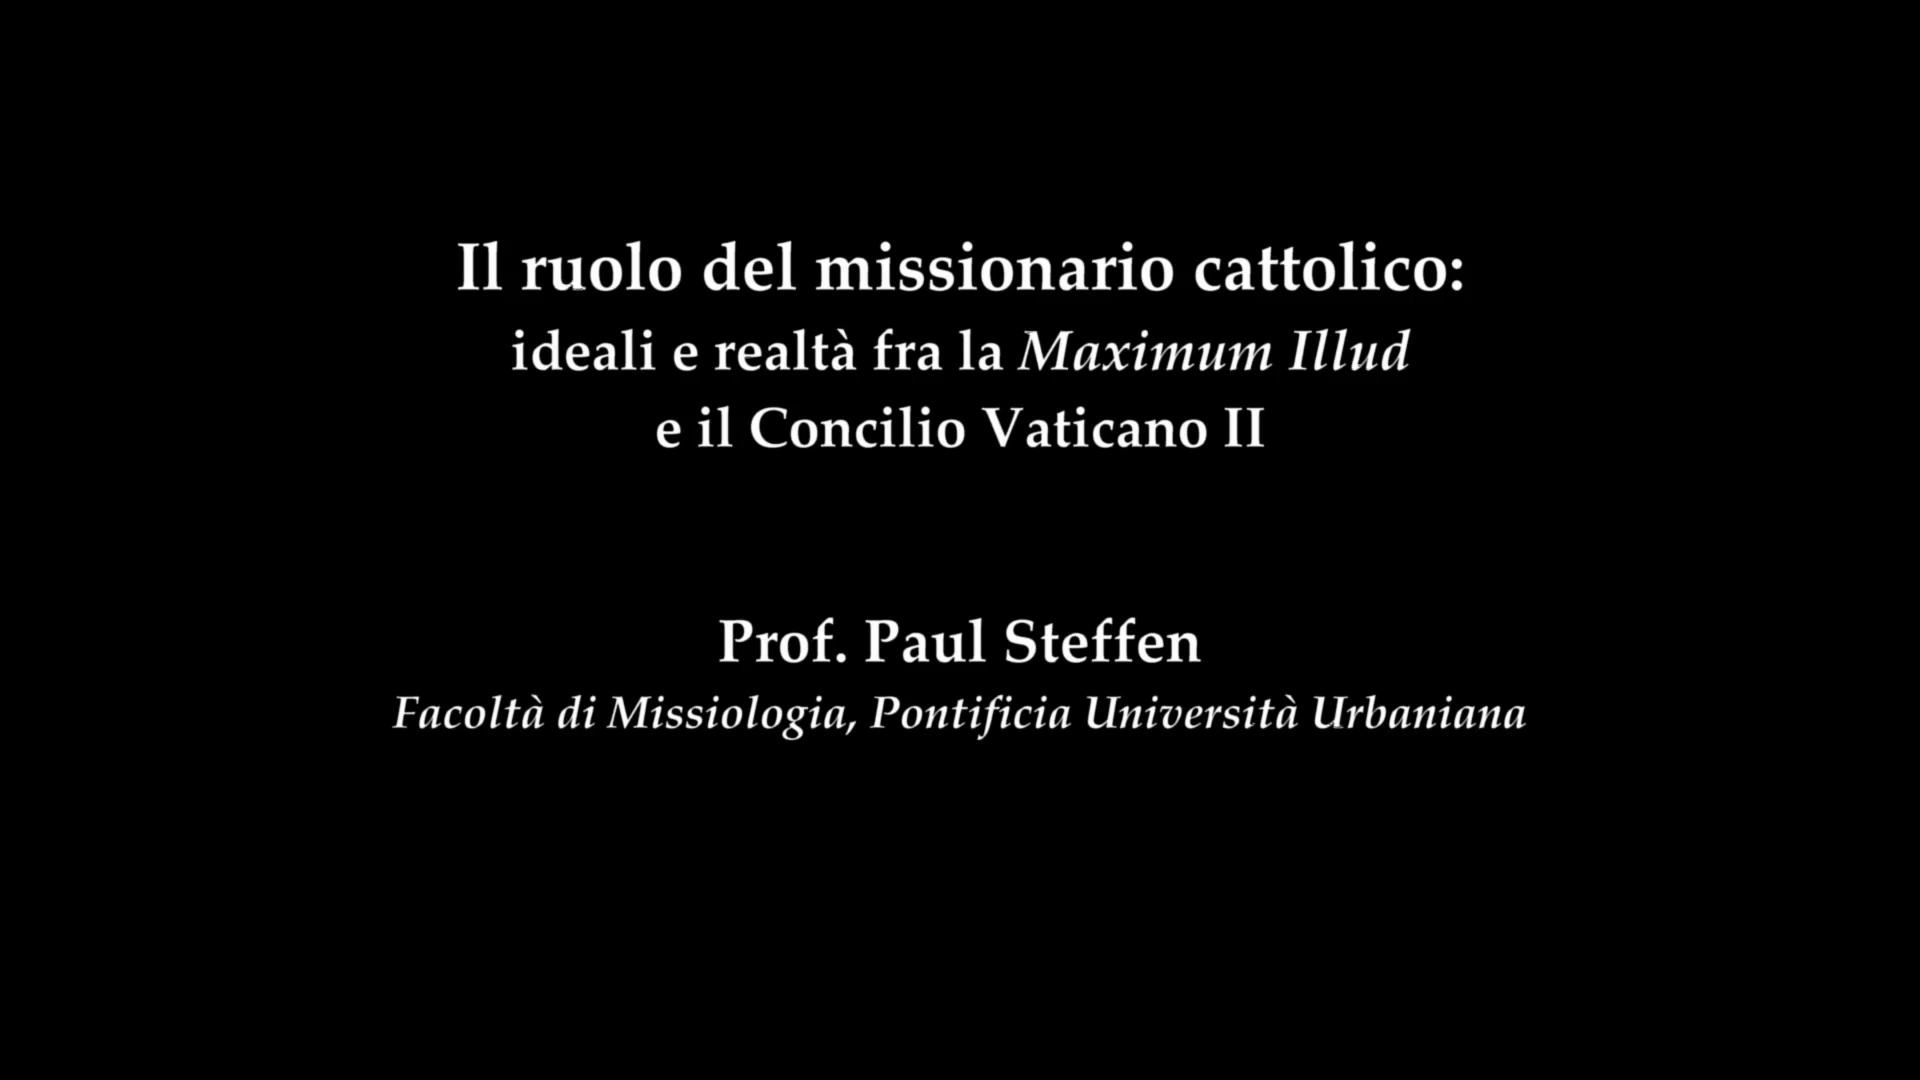 Il ruolo del missionario cattolico:
ideali e realtà fra la Maximum Illud
e il Concilio Vaticano II
Prof. Paul Steffen
Facoltà di Missiologia, Pontificia Università Urbaniana